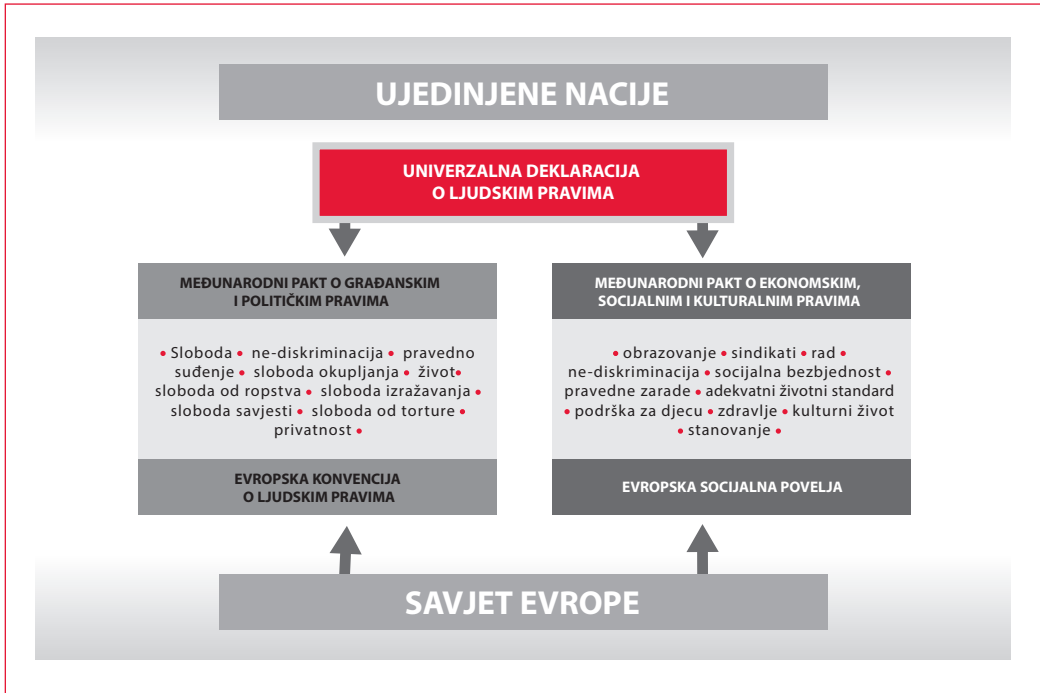 UJEDINJENE NACIJE
UNIVERZALNA DEKLARACIJA
O LJUDSKIM PRAVIMA
MEĐUNARODNI PAKT O GRAĐANSKIM
I POLITIČKIM PRAVIMA
• Sloboda • ne-diskriminacija • pravedno
suđenje • sloboda okupljanja • život•
sloboda od ropstva • sloboda izražavanja •
sloboda savjesti • sloboda od torture •
privatnost •
EVROPSKA KONVENCIJA
O LJUDSKIM PRAVIMA
MEĐUNARODNI PAKT O EKONOMSKIM,
SOCIJALNIM I KULTURALNIM PRAVIMA
• obrazovanje • sindikati • rad •
ne-diskriminacija • socijalna bezbjednost •
pravedne zarade • adekvatni životni standard
• podrška za djecu • zdravlje • kulturni život
• stanovanje •
EVROPSKA SOCIJALNA POVELJA
SAVJET EVROPE